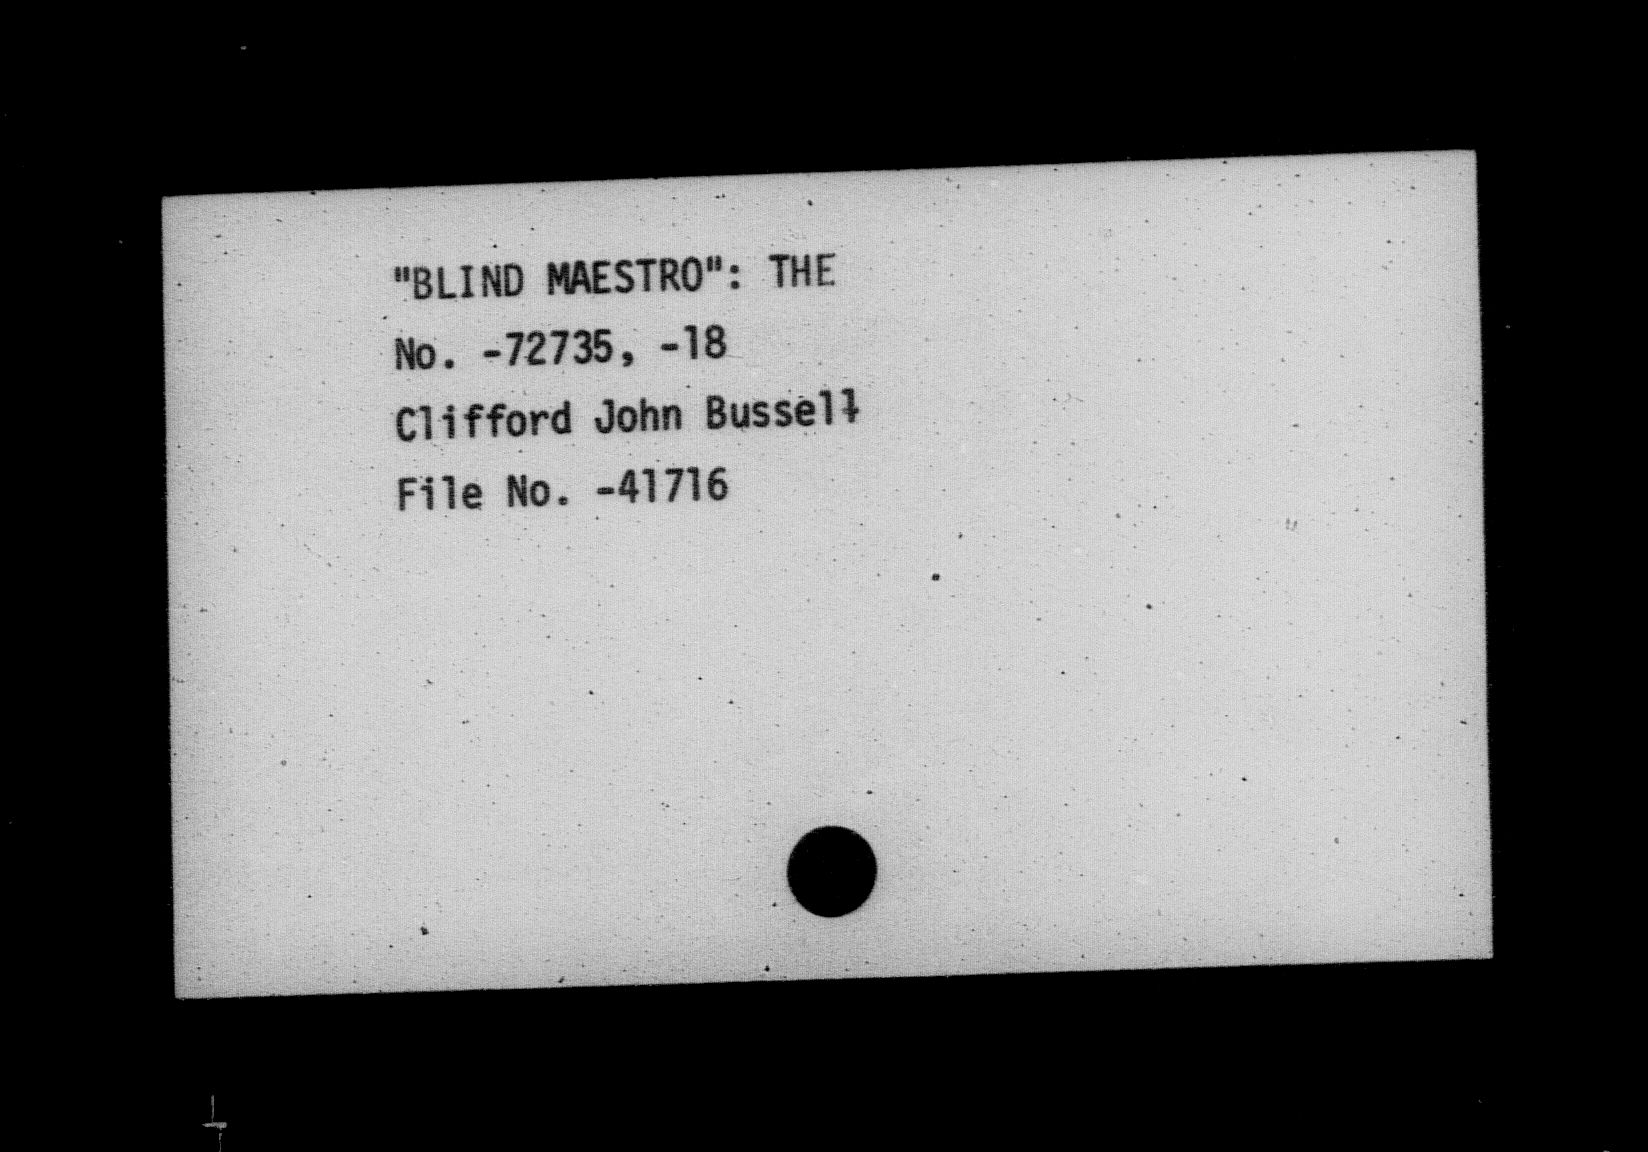 "BLIND MAESTRO": THE
No. -72735, -18
Clifford John Bussell
File No. -41716